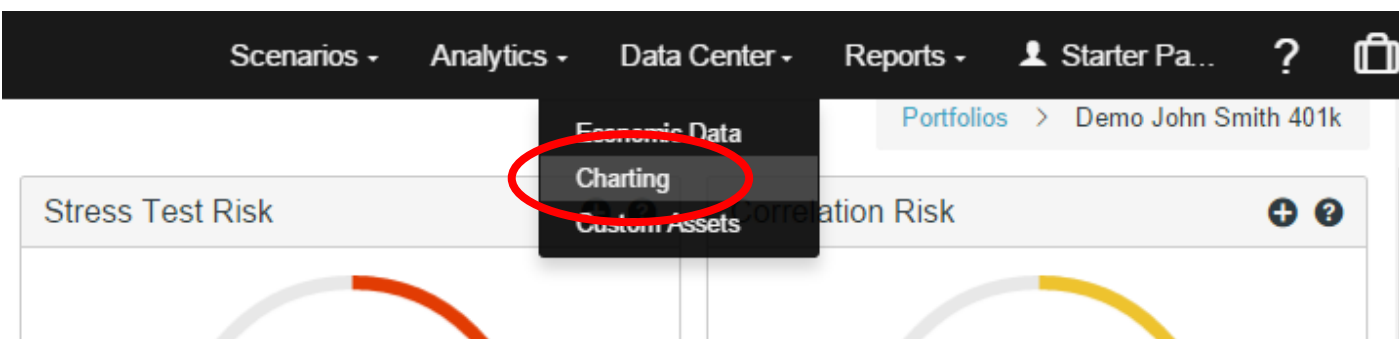 Scenarios Analytics Data Center Reports Starter Pa... ?
Economic Data
Charting
Custom Assets
Portfolios > Demo John Smith 401k
Stress Test Risk
Correlation Risk